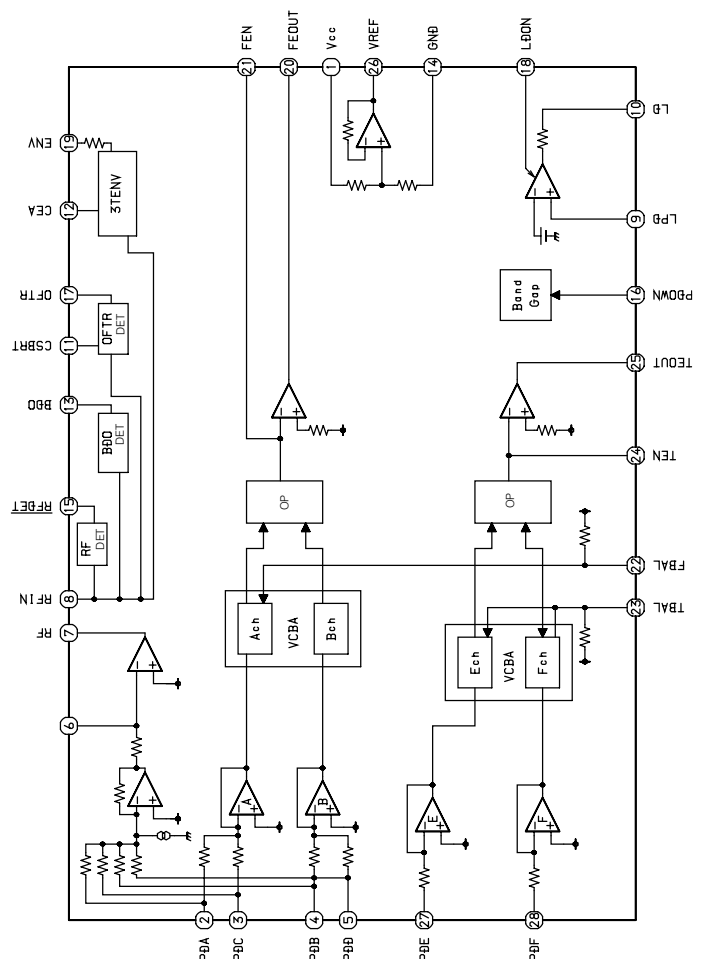 FEN
FEOUT
Vcc
VREF
GND
LDON
21
20
1
26
14
18
ENV
19
3TENV
CEA
12
OFTR
17
OFTR
DET
CSBRT
11
BDO
13
BDO
DET
RFDET
15
RF
DET
RFIN
8
RF
7
6
10
LD
9
LPD
16
PDOWN
Band
Gap
25
TEOUT
24
TEN
22
FBAL
23
TBAL
OP
OP
Ach
VCBA
Bch
Ech
VCBA
Fch
A
B
E
F
2
3
4
5
27
28
PDA
PDC
PDB
PDD
PDE
PDF